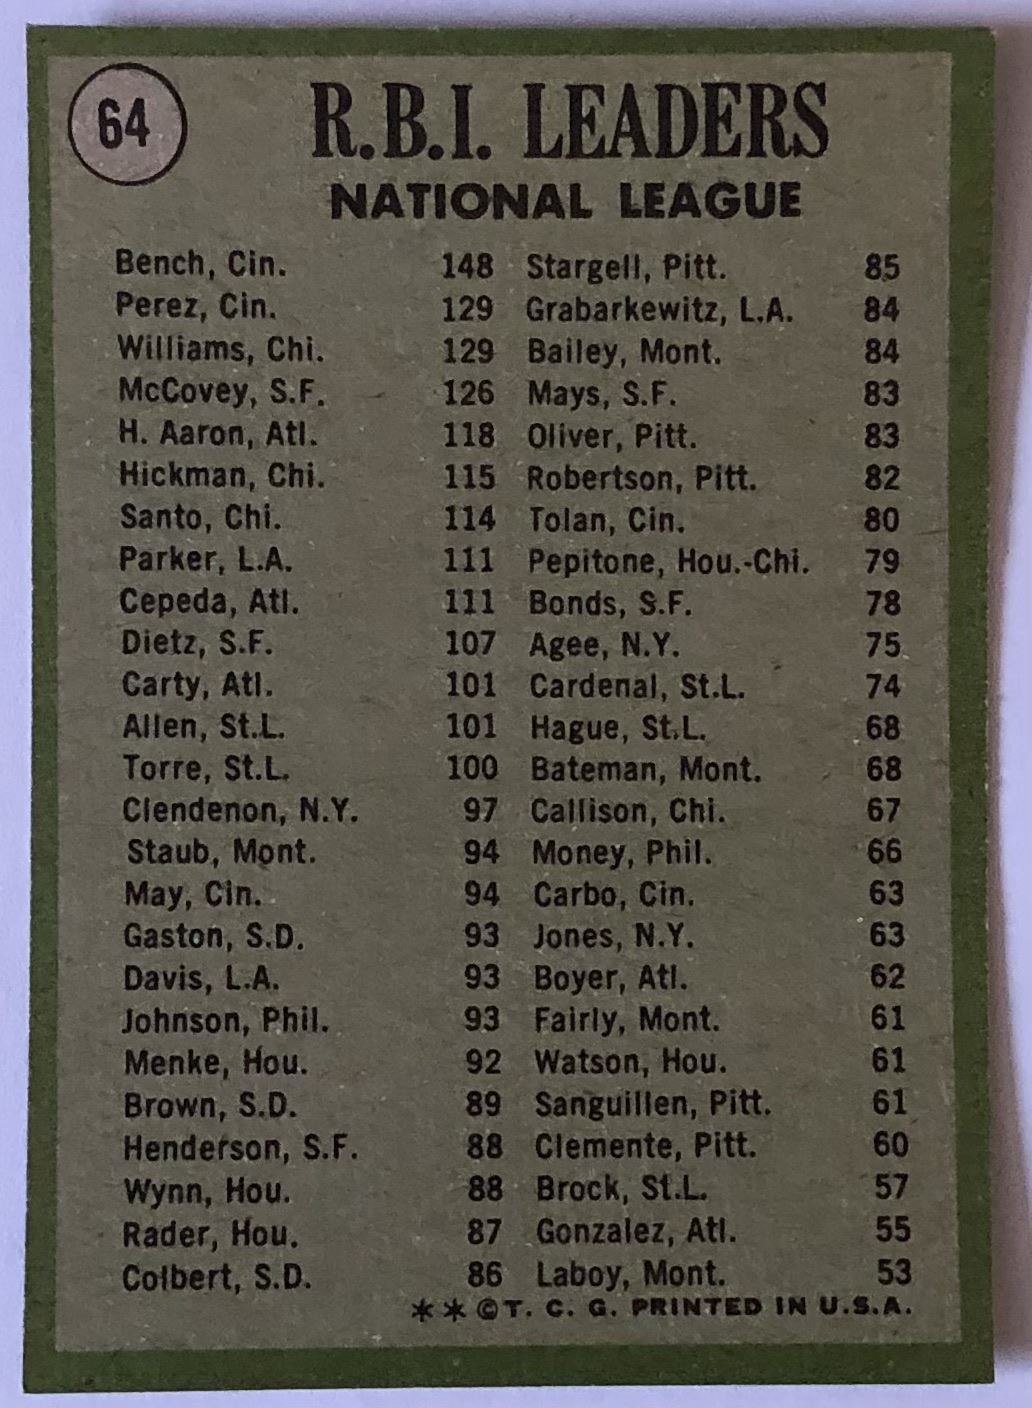 64
R.B.I. LEADERS
NATIONAL LEAGUE
Bench, Cin. 148
Perez, Cin. 129
Williams, Chi. 129
McCovey, S.F. 126
H. Aaron, Atl. 118
Hickman, Chi. 115
Santo, Chi. 114
Parker, L.A. 111
Cepeda, Atl. 111
Dietz, S.F. 107
Carty, Atl. 101
Allen, St.L. 101
Torre, St.L. 100
Clendenon, N.Y. 97
Staub, Mont. 94
May, Cin. 94
Gaston, S.D. 93
Davis, L.A. 93
Johnson, Phil. 93
Menke, Hou. 92
Brown, S.D. 89
Henderson, S.F. 88
Wynn, Hou. 88
Rader, Hou. 87
Colbert, S.D. 86
Stargell, Pitt. 85
Grabarkewitz, L.A. 84
Bailey, Mont. 84
Mays, S.F. 83
Oliver, Pitt. 83
Robertson, Pitt. 82
Tolan, Cin. 80
Pepitone, Hou.-Chi. 79
Bonds, S.F. 78
Agee, N.Y. 75
Cardenal, St.L. 74
Hague, St.L. 68
Bateman, Mont. 68
Callison, Chi. 67
Money, Phil. 66
Carbo, Cin. 63
Jones, N.Y. 63
Boyer, Atl. 62
Fairly, Mont. 61
Watson, Hou. 61
Sanguillen, Pitt. 61
Clemente, Pitt. 60
Brock, St.L. 57
Gonzalez, Atl. 55
Laboy, Mont. 53
**©T. C. G. PRINTED IN U.S.A.